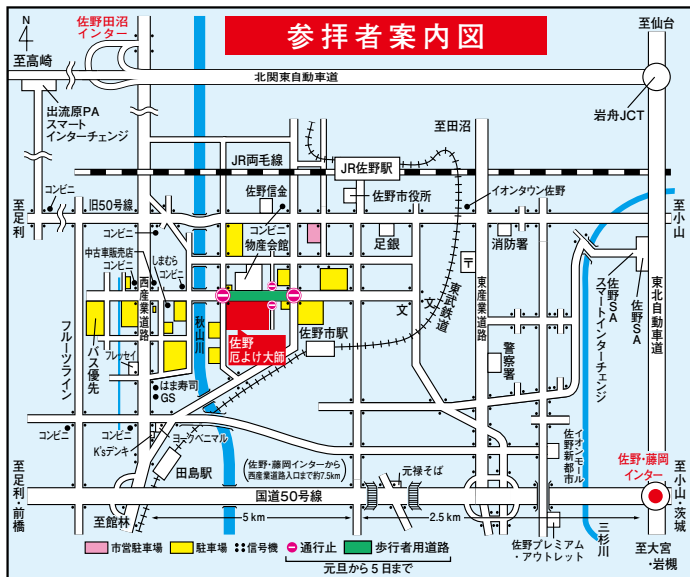 参拝者案内図
N
佐野田沼
インター
至仙台
至高崎
北関東自動車道
岩舟JCT
出流原PA
スマート
インターチェンジ
至田沼
JR両毛線
JR佐野駅
佐野信金
佐野市役所
イオンタウン佐野
コンビニ
旧50号線
至足利
至小山
コンビニ
コンビニ
物産会館
足銀
消防署
中古車販売店
しまむら
コンビニ
コンビニ
西産業道路
〒
東武鉄道
東産業道路
佐野SA
スマートインターチェンジ
佐野SA
東北自動車道
文
文
秋山川
フルーツライン
バス優先
フレッセイ
佐野
厄よけ大師
佐野市駅
警察署
はま寿司
GS
コンビニ
コンビニ
ヨークベニマル
K'sデンキ
田島駅
イオンモール
佐野新都市
佐野・藤岡
インター
(佐野・藤岡インターから
西産業道路入口まで約7.5km)
元禄そば
至足利・前橋
国道50号線
至小山・茨城
至館林
5km
2.5km
三杉川
佐野プレミアム
・アウトレット
至大宮
・岩槻
市営駐車場
駐車場
信号機
通行止
歩行者用道路
元旦から5日まで